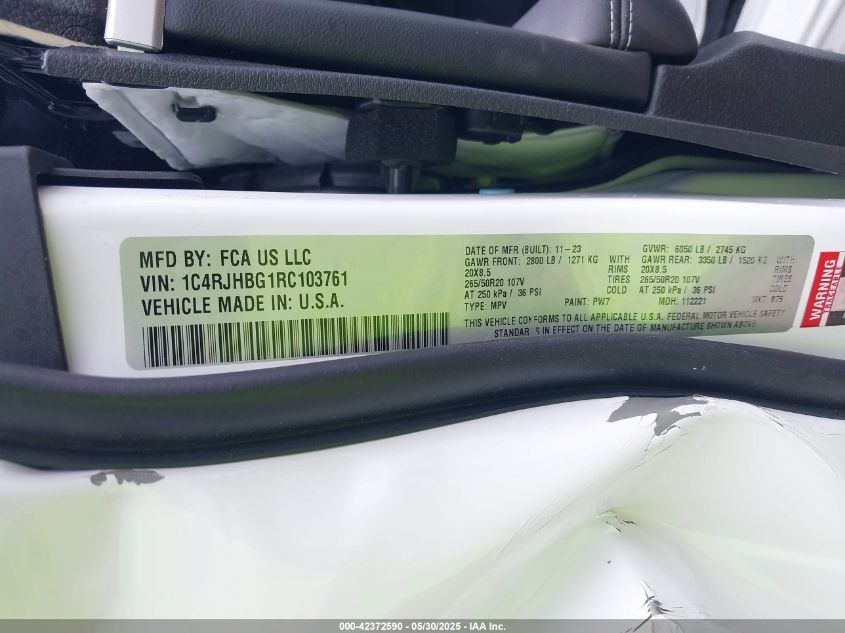 MFD BY: FCA US LLC
VIN: 1C4RJHBG1RC103761
VEHICLE MADE IN: U.S.A.
DATE OF MFR (BUILT): 11-23
GAWR FRONT: 2800 LB / 1271 KG WITH
20X8.5 RIMS
265/50R20 107V TIRES
AT 250 kPa / 36 PSI COLD
TYPE: MPV PAINT: PW7
GVWR: 6050 LB / 2745 KG
GAWR REAR: 3350 LB / 1520 KG WITH
20X8.5 RIMS
265/50R20 107V TIRES
AT 250 kPa / 36 PSI COLD
MDH: 112221 MKT: 875
THIS VEHICLE CONFORMS TO ALL APPLICABLE U.S.A. FEDERAL MOTOR VEHICLE SAFETY
STANDARDS IN EFFECT ON THE DATE OF MANUFACTURE SHOWN ABOVE.
WARNING
000-42372590 — 05/30/2025 - IAA Inc.